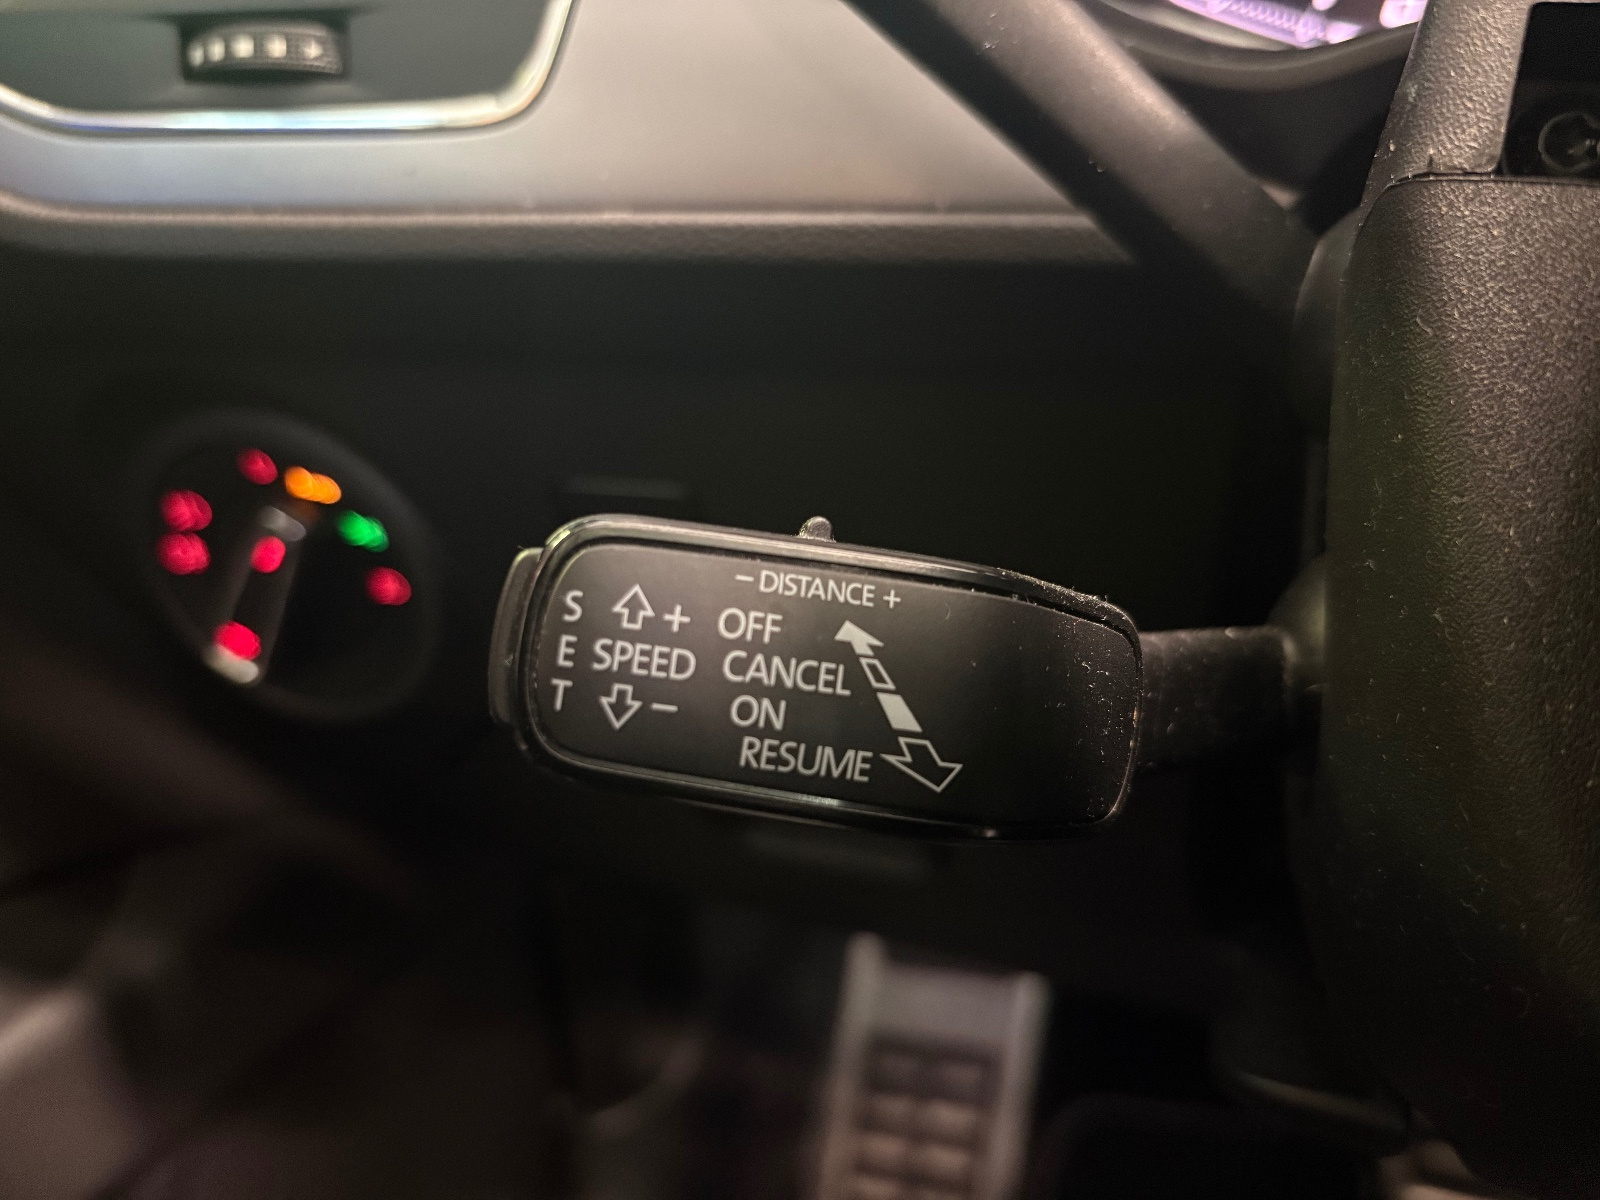 − DISTANCE +
S + OFF
E SPEED CANCEL
T − ON
RESUME